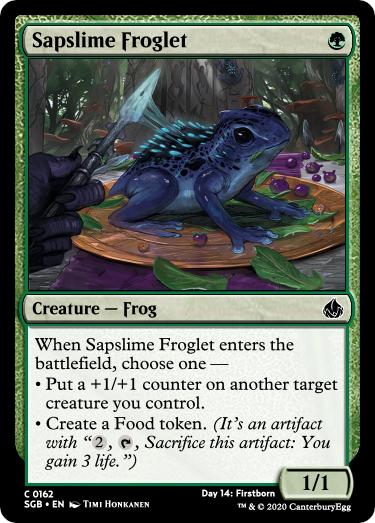 Sapslime Froglet
Creature — Frog
When Sapslime Froglet enters the
battlefield, choose one —
• Put a +1/+1 counter on another target
creature you control.
• Create a Food token. (It's an artifact
with “2, , Sacrifice this artifact: You
gain 3 life.”)
1/1
C 0162
SGB • EN Timi Honkanen
Day 14: Firstborn
™ & © 2020 CanterburyEgg